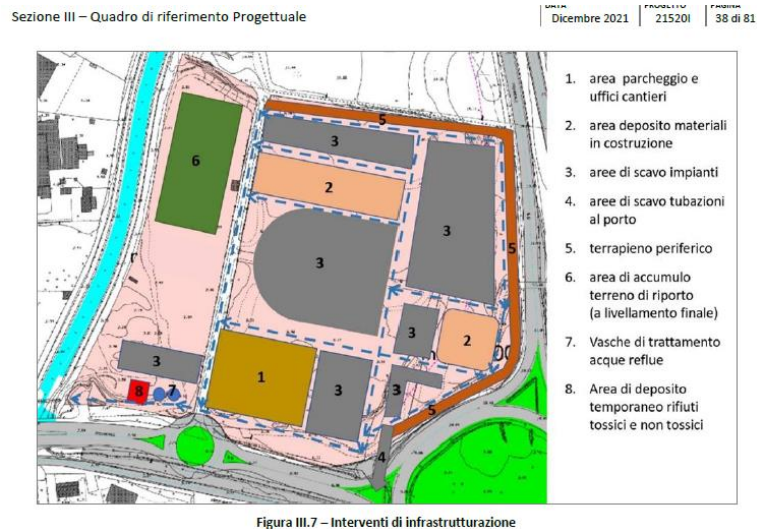 Sezione III – Quadro di riferimento Progettuale
DATA PROGETTO PAGINA
Dicembre 2021 21520I 38 di 81
1. area parcheggio e
uffici cantieri
2. area deposito materiali
in costruzione
3. aree di scavo impianti
4. aree di scavo tubazioni
al porto
5. terrapieno periferico
6. area di accumulo
terreno di riporto
(a livellamento finale)
7. Vasche di trattamento
acque reflue
8. Area di deposito
temporaneo rifiuti
tossici e non tossici
5
3
6
2
3
3
5
3
2
3
8 7
1
3
3
5
4
Figura III.7 – Interventi di infrastrutturazione